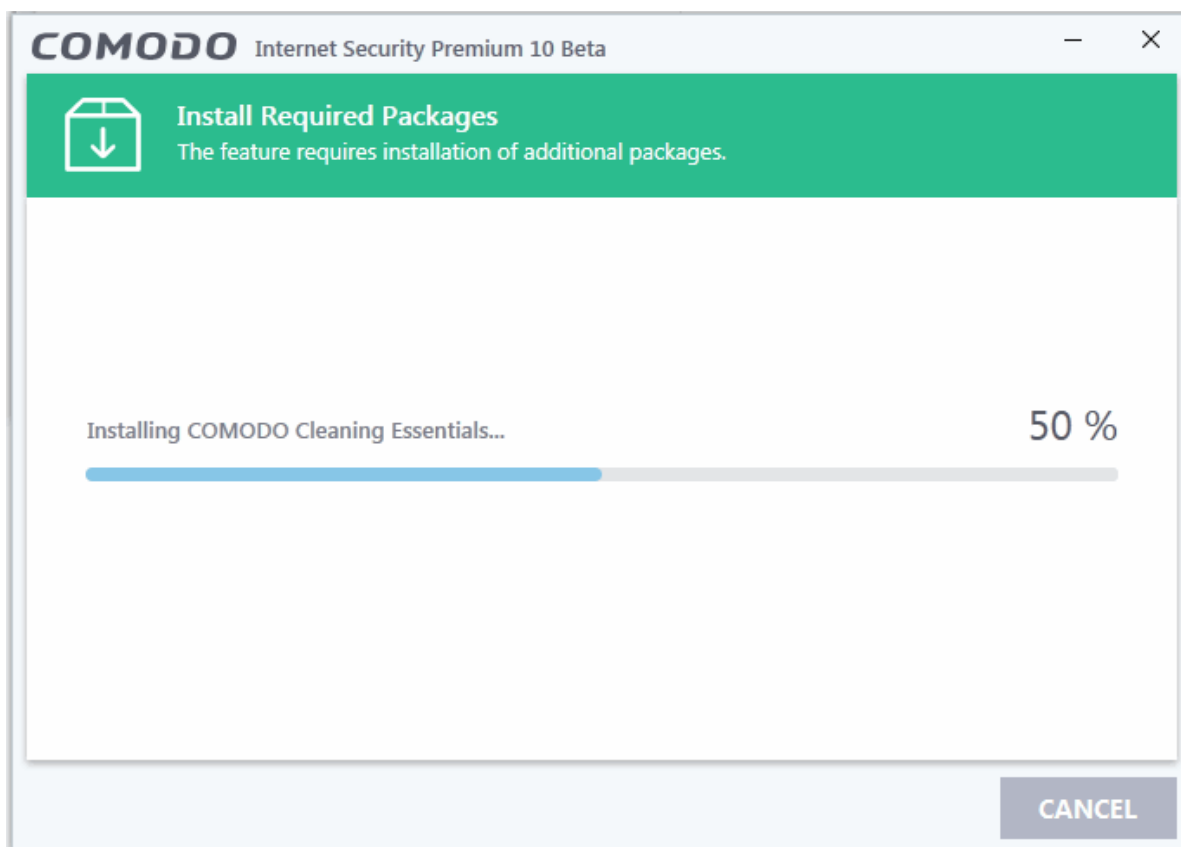 COMODO Internet Security Premium 10 Beta
Install Required Packages
The feature requires installation of additional packages.
Installing COMODO Cleaning Essentials... 50 %
CANCEL